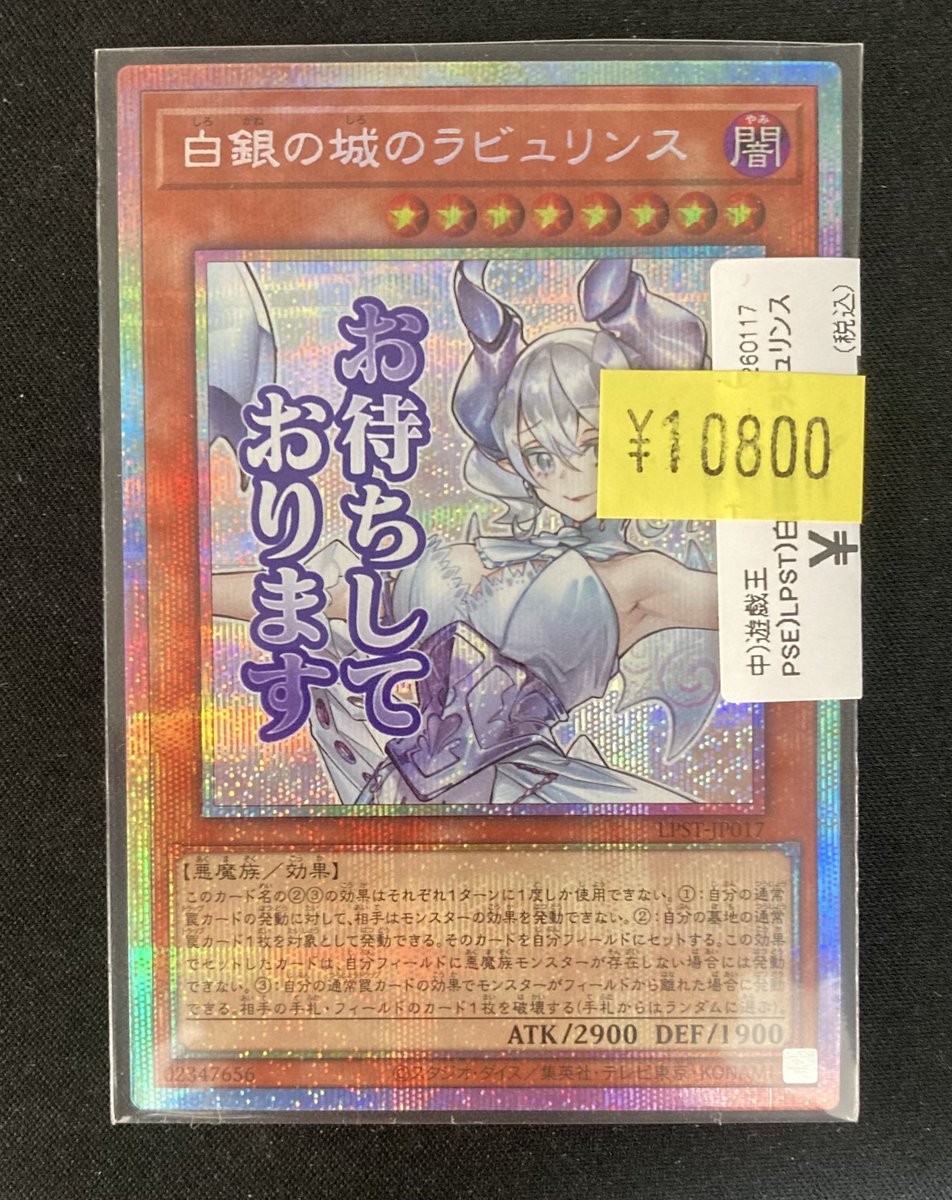 白銀の城のラビュリンス
闇
お待ちして
おります
260117
ュリンス
(税込)
¥10800
¥
中)遊戯王
PSE)LPST)白
LPST-JP017
【悪魔族/効果】
このカード名の②③の効果はそれぞれ1ターンに1度しか使用できない。①:自分の通常
罠カードの発動に対して、相手はモンスターの効果を発動できない。②:自分の墓地の通常
罠カード1枚を対象として発動できる。そのカードを自分フィールドにセットする。この効果
でセットしたカードは、自分フィールドに悪魔族モンスターが存在しない場合には発動
できない。③:自分の通常罠カードの効果でモンスターがフィールドから離れた場合に発動
できる。相手の手札・フィールドのカード1枚を破壊する(手札からはランダムに選ぶ)。
ATK/2900 DEF/1900
02347656
©スタジオ・ダイス/集英社・テレビ東京・KONAMI